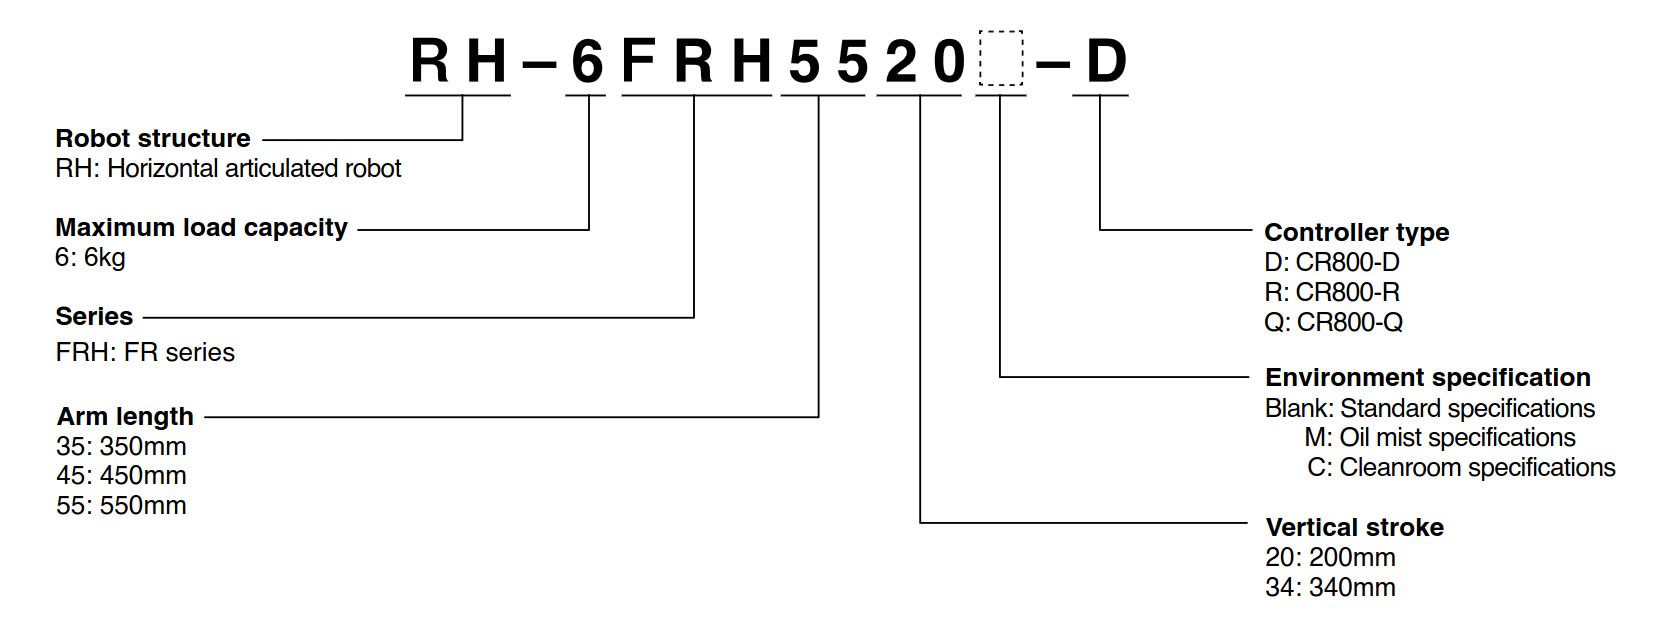 RH-6FRH5520 -D
Robot structure
RH: Horizontal articulated robot
Maximum load capacity
6: 6kg
Series
FRH: FR series
Arm length
35: 350mm
45: 450mm
55: 550mm
Controller type
D: CR800-D
R: CR800-R
Q: CR800-Q
Environment specification
Blank: Standard specifications
M: Oil mist specifications
C: Cleanroom specifications
Vertical stroke
20: 200mm
34: 340mm